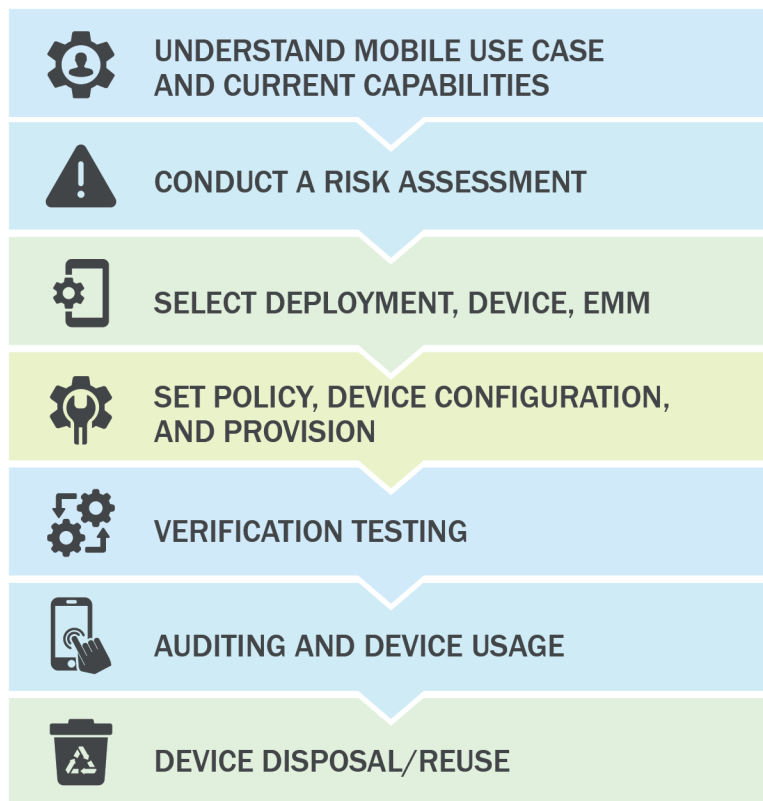 UNDERSTAND MOBILE USE CASE
AND CURRENT CAPABILITIES
CONDUCT A RISK ASSESSMENT
SELECT DEPLOYMENT, DEVICE, EMM
SET POLICY, DEVICE CONFIGURATION,
AND PROVISION
VERIFICATION TESTING
AUDITING AND DEVICE USAGE
DEVICE DISPOSAL/REUSE